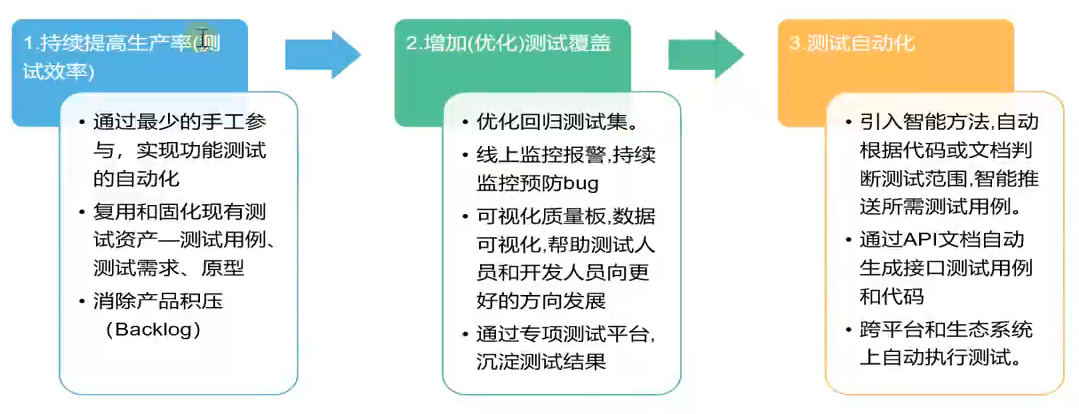 1.持续提高生产率(测
试效率)
• 通过最少的手工参
与，实现功能测试
的自动化
• 复用和固化现有测
试资产—测试用例、
测试需求、原型
• 消除产品积压
（Backlog）
2.增加(优化)测试覆盖
• 优化回归测试集。
• 线上监控报警,持续
监控预防bug
• 可视化质量板,数据
可视化,帮助测试人
员和开发人员向更
好的方向发展
• 通过专项测试平台,
沉淀测试结果
3.测试自动化
• 引入智能方法,自动
根据代码或文档判
断测试范围,智能推
送所需测试用例。
• 通过API文档自动
生成接口测试用例
和代码
• 跨平台和生态系统
上自动执行测试。